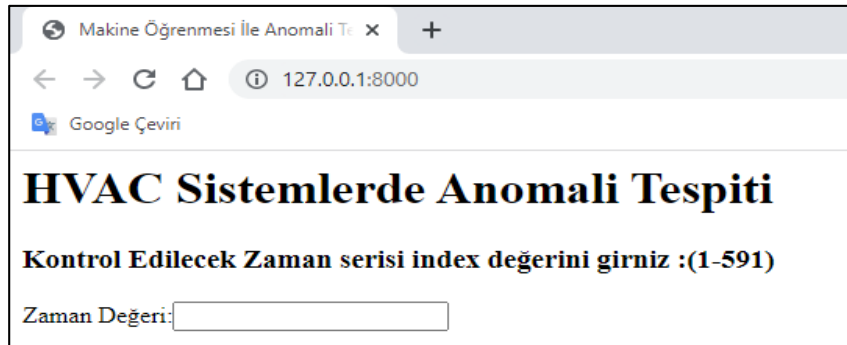 Makine Öğrenmesi İle Anomali Te
127.0.0.1:8000
Google Çeviri
HVAC Sistemlerde Anomali Tespiti
Kontrol Edilecek Zaman serisi index değerini girniz :(1-591)
Zaman Değeri: